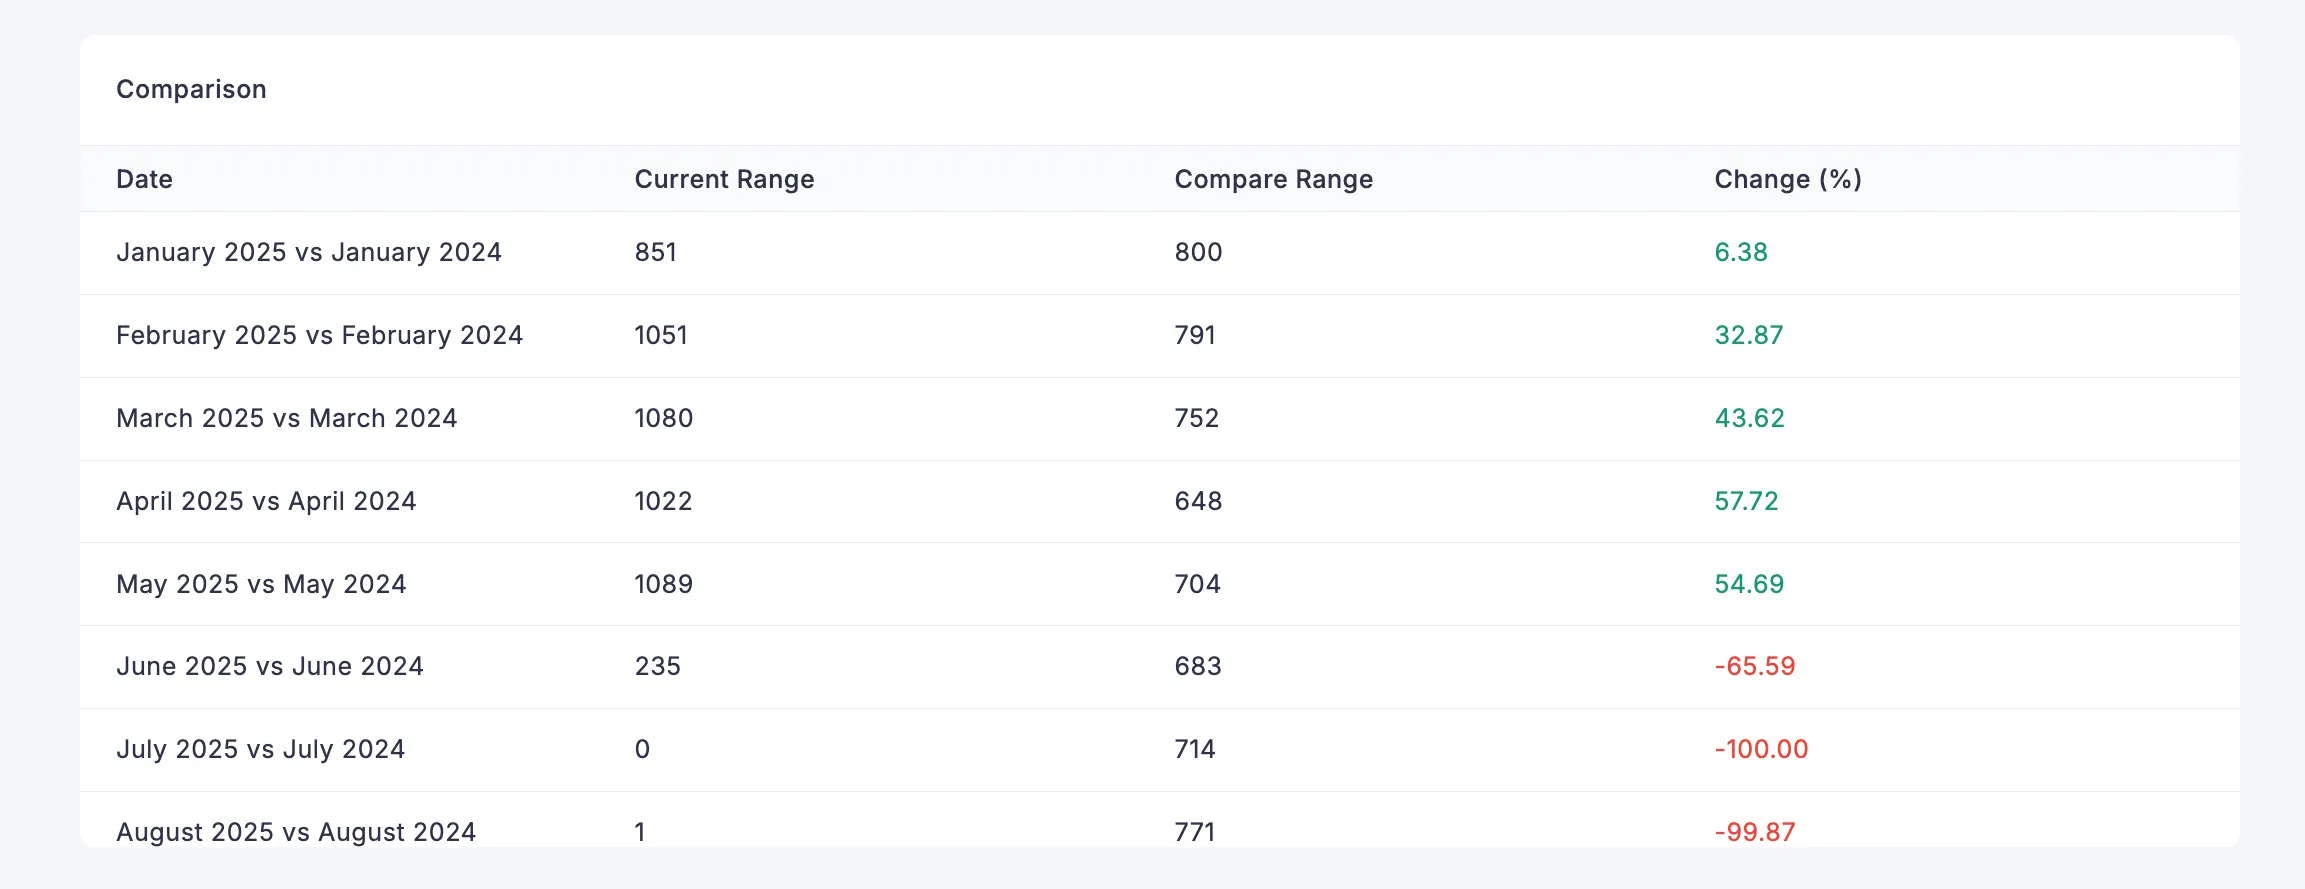 Comparison
Date Current Range Compare Range Change (%)
January 2025 vs January 2024 851 800 6.38
February 2025 vs February 2024 1051 791 32.87
March 2025 vs March 2024 1080 752 43.62
April 2025 vs April 2024 1022 648 57.72
May 2025 vs May 2024 1089 704 54.69
June 2025 vs June 2024 235 683 -65.59
July 2025 vs July 2024 0 714 -100.00
August 2025 vs August 2024 1 771 -99.87